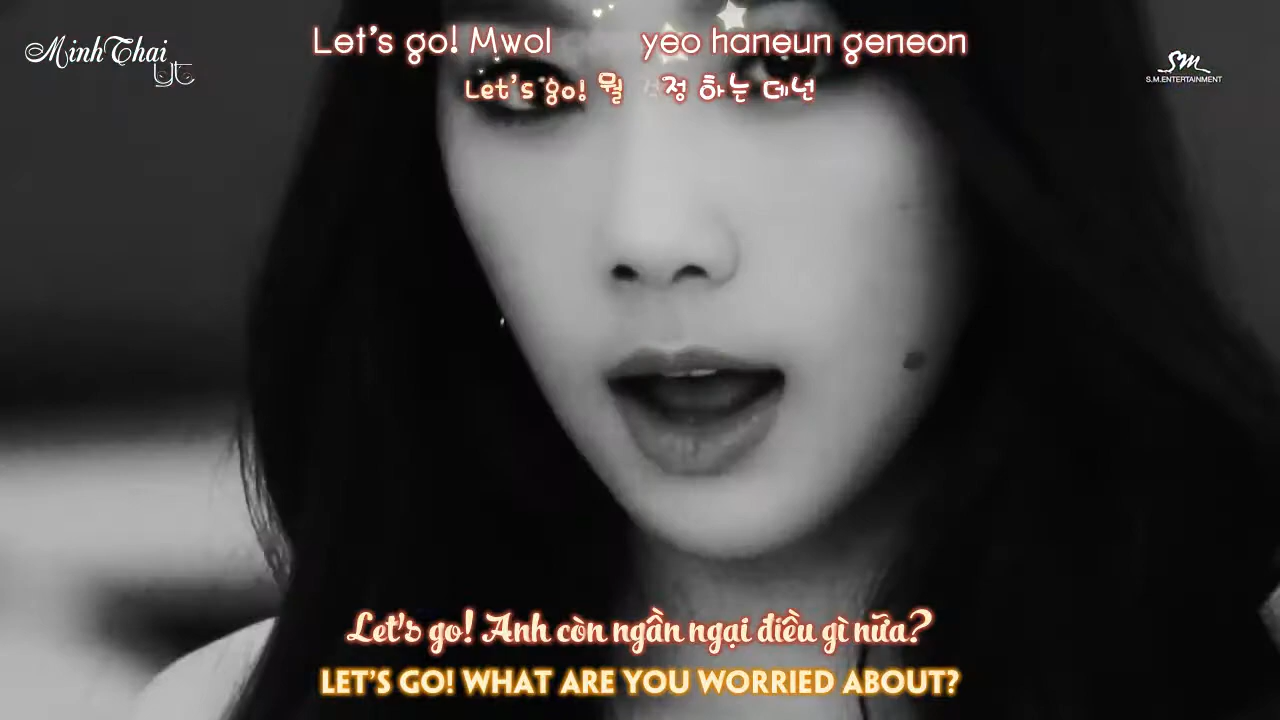 MinhThai
YT
SM
S.M.ENTERTAINMENT
Let's go! Mwol yeo haneun geneon
Let's go! 뭘 정 하는 데넌
Let's go! Anh còn ngần ngại điều gì nữa?
LET'S GO! WHAT ARE YOU WORRIED ABOUT?